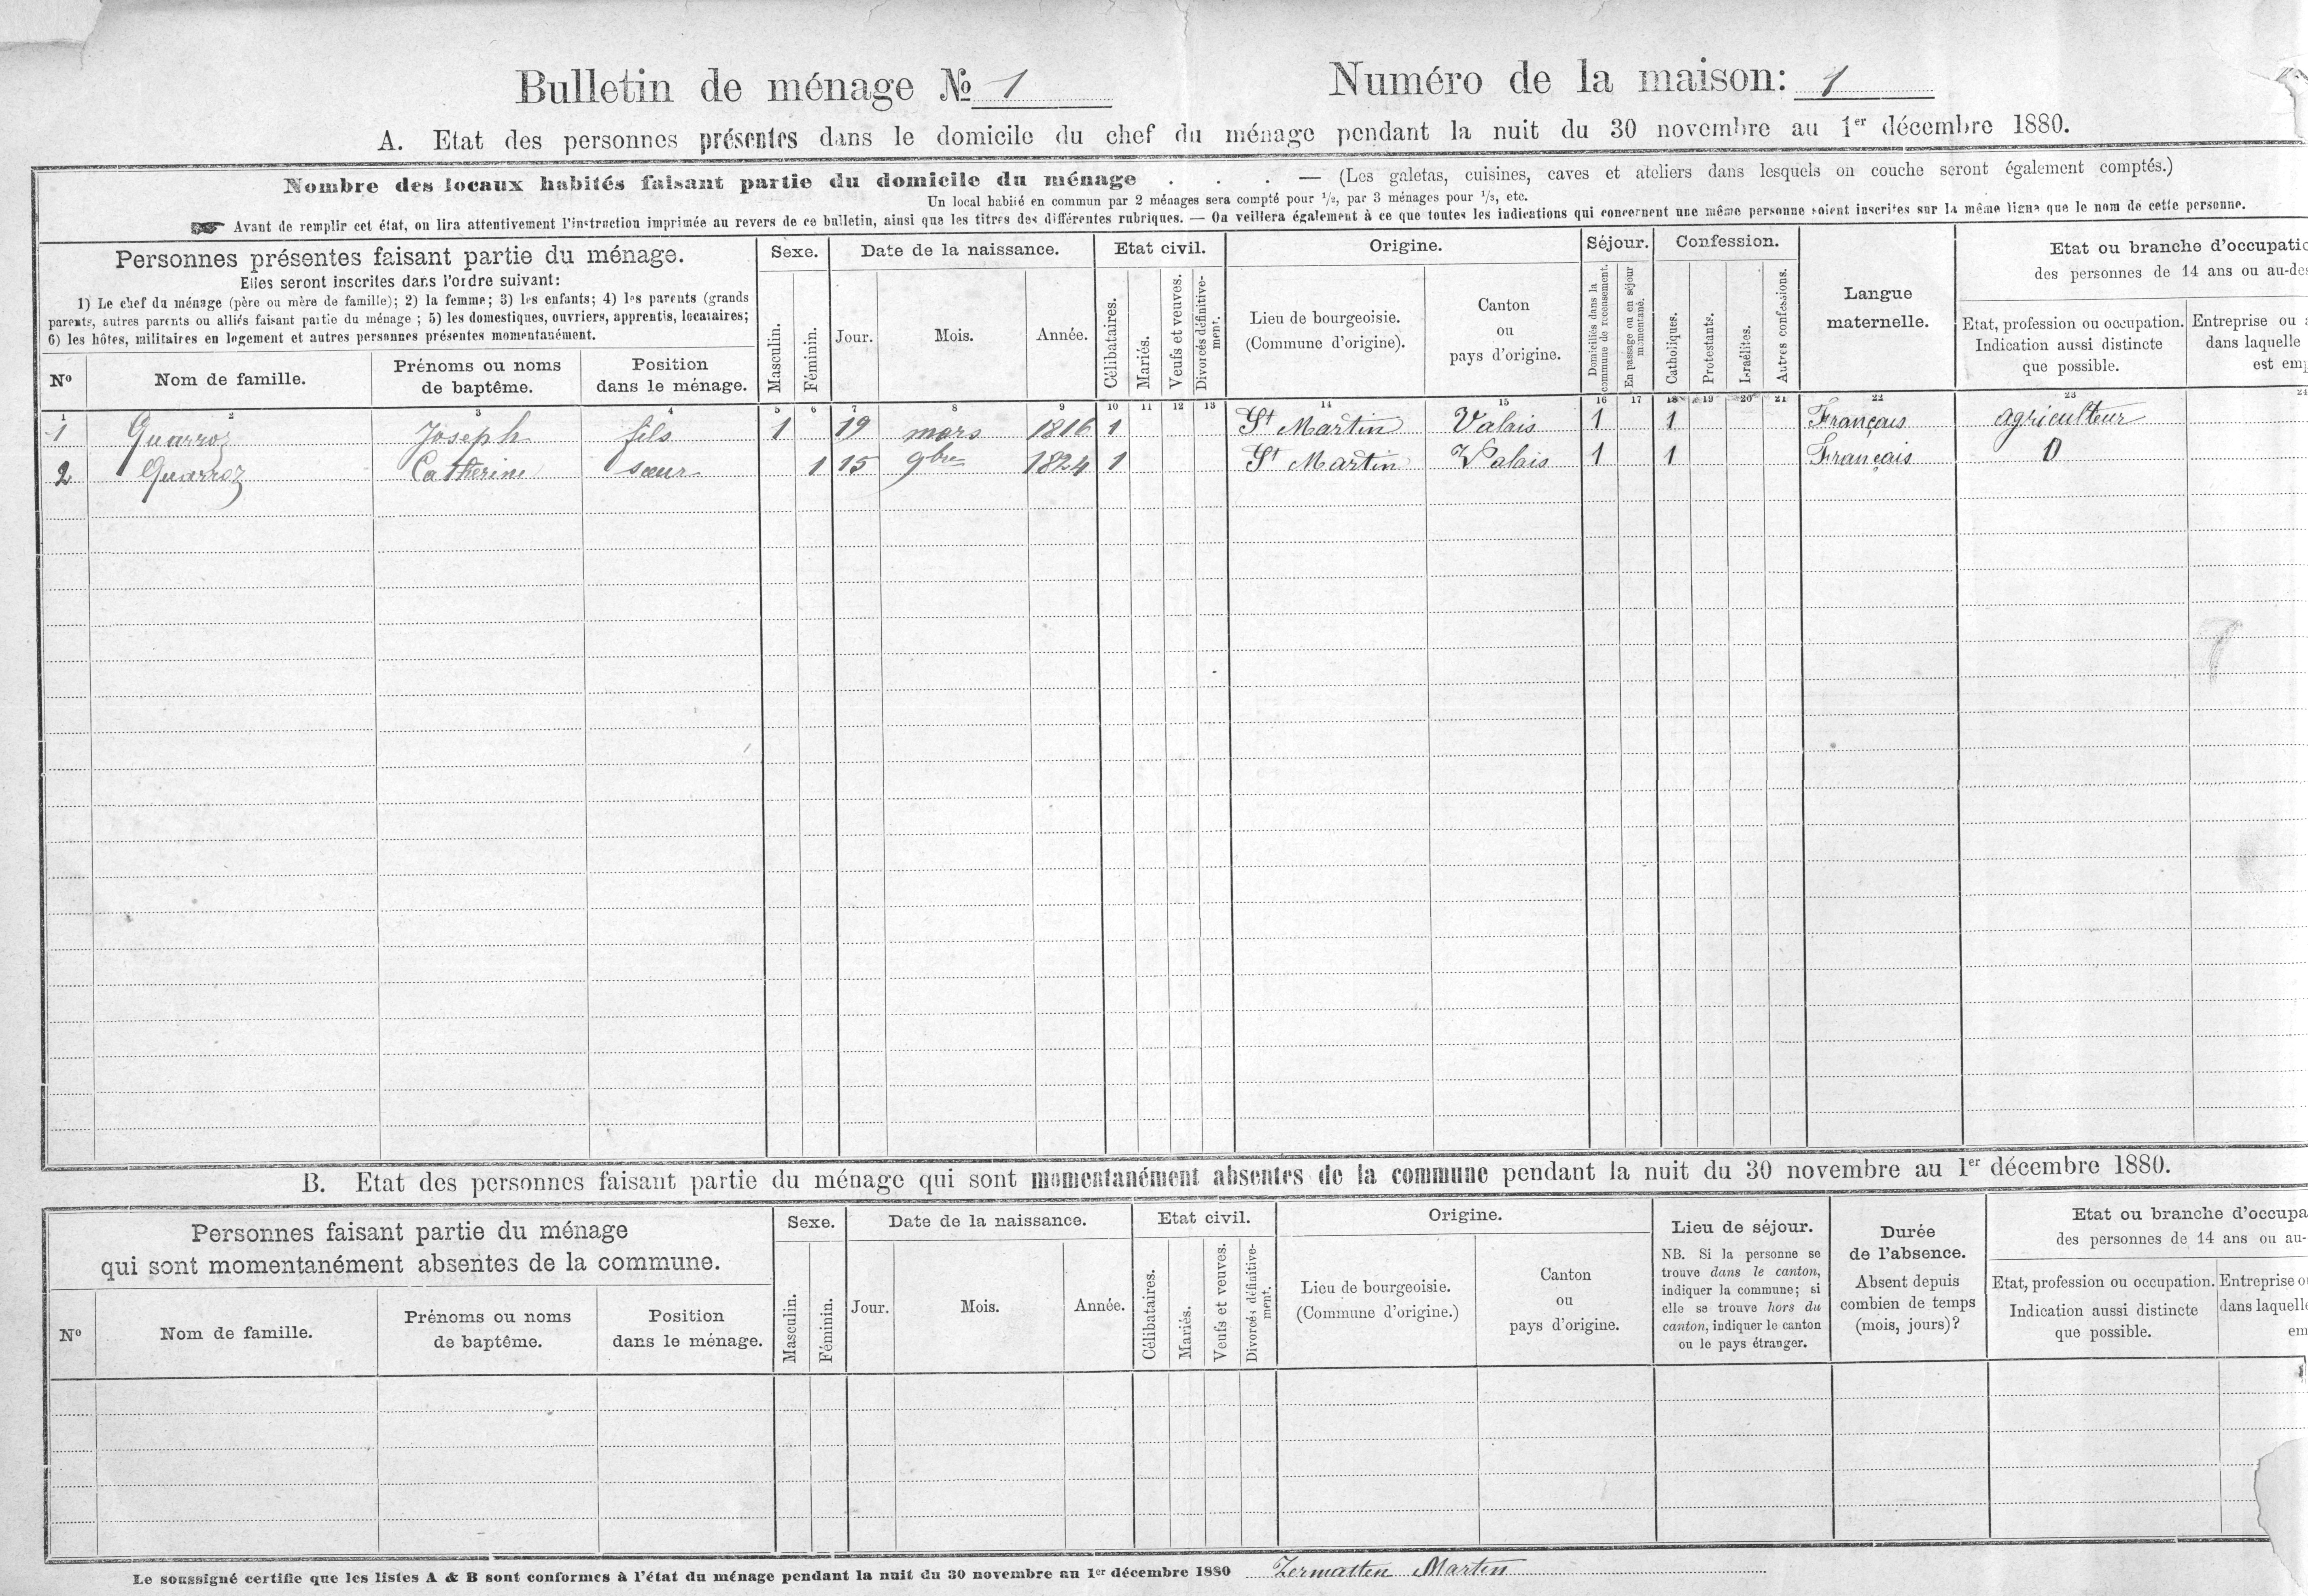 Bulletin de ménage № 1
Numéro de la maison: 1
A. Etat des personnes présentes dans le domicile du chef du ménage pendant la nuit du 30 novembre au 1er décembre 1880.
Nombre des locaux habités faisant partie du domicile du ménage . . . — (Les galetas, cuisines, caves et ateliers dans lesquels on couche seront également comptés.)
Un local habité en commun par 2 ménages sera compté pour 1/2, par 3 ménages pour 1/3, etc.
☛ Avant de remplir cet état, on lira attentivement l'instruction imprimée au revers de ce bulletin, ainsi que les titres des différentes rubriques. — On veillera également à ce que toutes les indications qui concernent une même personne soient inscrites sur la même ligne que le nom de cette personne.
Personnes présentes faisant partie du ménage.
Elles seront inscrites dans l'ordre suivant:
1) Le chef du ménage (père ou mère de famille); 2) la femme; 3) les enfants; 4) les parents (grands
parents, autres parents ou alliés faisant partie du ménage ; 5) les domestiques, ouvriers, apprentis, locataires;
6) les hôtes, militaires en logement et autres personnes présentes momentanément.
Nº
Nom de famille.
Prénoms ou noms
de baptême.
Position
dans le ménage.
Sexe.
Masculin.
Féminin.
Date de la naissance.
Jour.
Mois.
Année.
Etat civil.
Célibataires.
Mariés.
Veufs et veuves.
Divorcés définitive-
ment.
Origine.
Lieu de bourgeoisie.
(Commune d'origine).
Canton
ou
pays d'origine.
Séjour.
Domiciliés dans la
commune de recensement.
En passage ou en séjour
momentané.
Confession.
Catholiques.
Protestants.
Israélites.
Autres confessions.
Langue
maternelle.
Etat ou branche d'occupatio
des personnes de 14 ans ou au-des
Etat, profession ou occupation.
Indication aussi distincte
que possible.
Entreprise ou
dans laquelle
est emp
1 2 3 4 5 6 7 8 9 10 11 12 13 14 15 16 17 18 19 20 21 22 23 24
1 Quarroz Joseph fils 1 19 mars 1816 1 St Martin Valais 1 1 Français agriculteur
2 Quarroz Catherine sœur 1 15 9bre 1824 1 St Martin Valais 1 1 Français D
B. Etat des personnes faisant partie du ménage qui sont momentanément absentes de la commune pendant la nuit du 30 novembre au 1er décembre 1880.
Personnes faisant partie du ménage
qui sont momentanément absentes de la commune.
Nº
Nom de famille.
Prénoms ou noms
de baptême.
Position
dans le ménage.
Sexe.
Masculin.
Féminin.
Date de la naissance.
Jour.
Mois.
Année.
Etat civil.
Célibataires.
Mariés.
Veufs et veuves.
Divorcés définitive-
ment.
Origine.
Lieu de bourgeoisie.
(Commune d'origine.)
Canton
ou
pays d'origine.
Lieu de séjour.
NB. Si la personne se
trouve dans le canton,
indiquer la commune; si
elle se trouve hors du
canton, indiquer le canton
ou le pays étranger.
Durée
de l'absence.
Absent depuis
combien de temps
(mois, jours)?
Etat ou branche d'occupa
des personnes de 14 ans ou au-
Etat, profession ou occupation.
Indication aussi distincte
que possible.
Entreprise ou
dans laquelle
em
Le soussigné certifie que les listes A & B sont conformes à l'état du ménage pendant la nuit du 30 novembre au 1er décembre 1880 Zermatten Martin